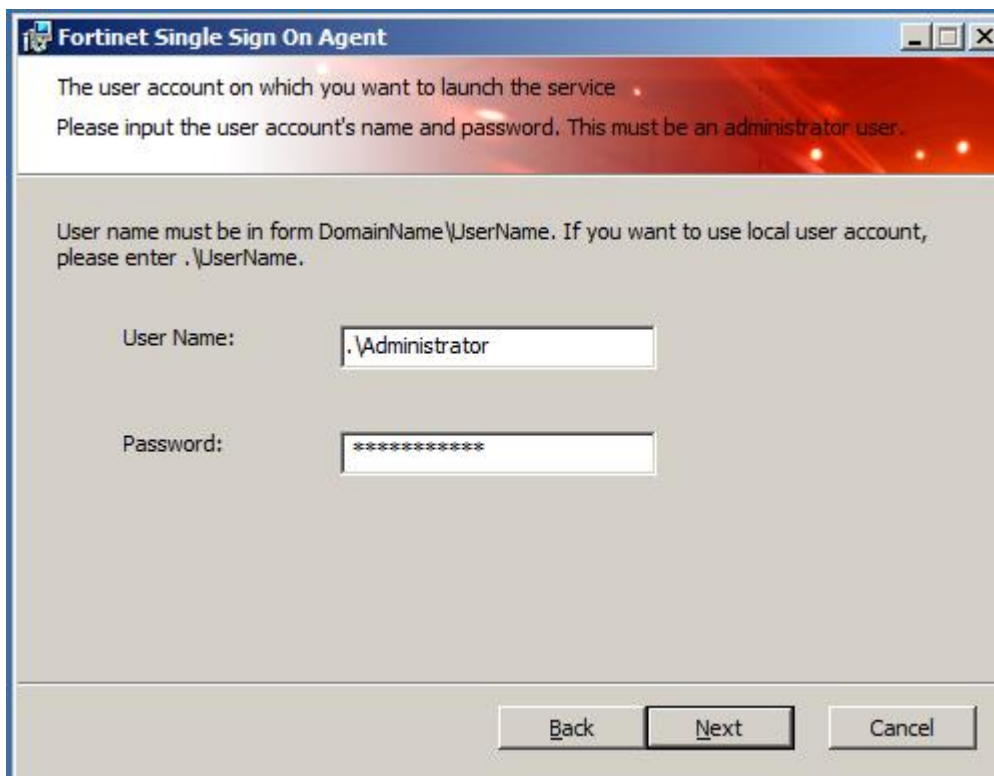 Fortinet Single Sign On Agent
The user account on which you want to launch the service
Please input the user account's name and password. This must be an administrator user.
User name must be in form DomainName\UserName. If you want to use local user account,
please enter .\UserName.
User Name:
.\Administrator
Password:
***********
Back
Next
Cancel